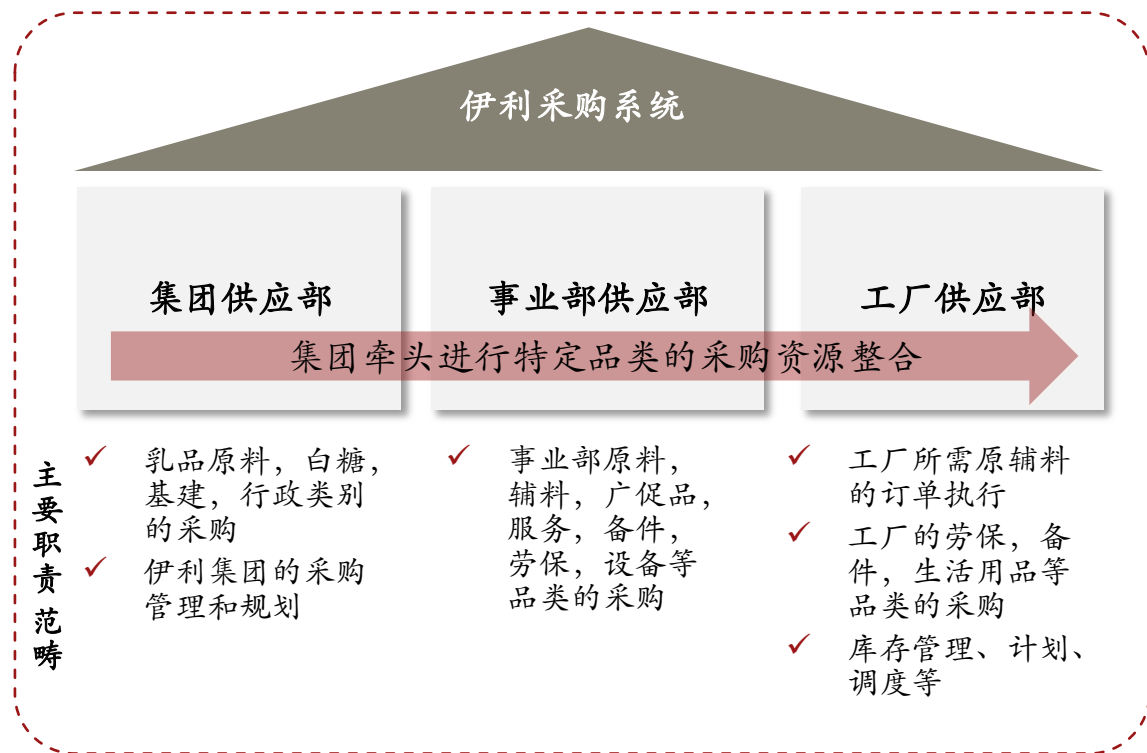 伊利采购系统
集团供应部
事业部供应部
工厂供应部
集团牵头进行特定品类的采购资源整合
主要职责范畴
✓ 乳品原料，白糖，
基建，行政类别
的采购
✓ 伊利集团的采购
管理和规划
✓ 事业部原料，
辅料，广促品，
服务，备件，
劳保，设备等
品类的采购
✓ 工厂所需原辅料
的订单执行
✓ 工厂的劳保，备
件，生活用品等
品类的采购
✓ 库存管理、计划、
调度等